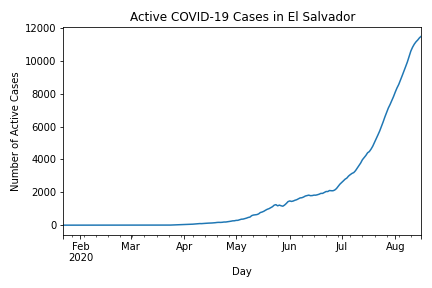 Active COVID-19 Cases in El Salvador
12000
10000
8000
6000
4000
2000
0
Number of Active Cases
Feb Mar Apr May Jun Jul Aug
2020
Day